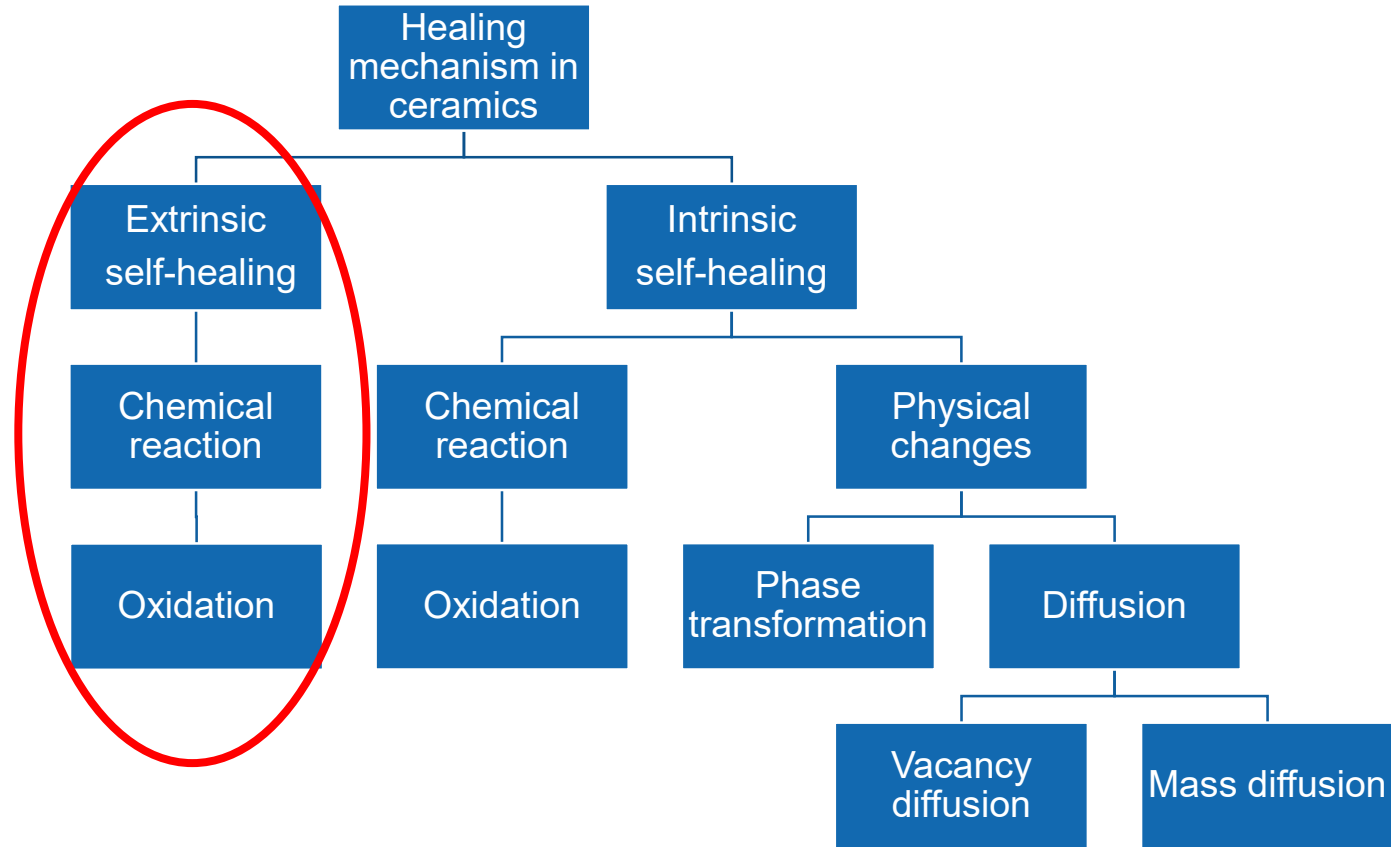 Healing
mechanism in
ceramics
Extrinsic
self-healing
Intrinsic
self-healing
Chemical
reaction
Chemical
reaction
Physical
changes
Oxidation
Oxidation
Phase
transformation
Diffusion
Vacancy
diffusion
Mass diffusion